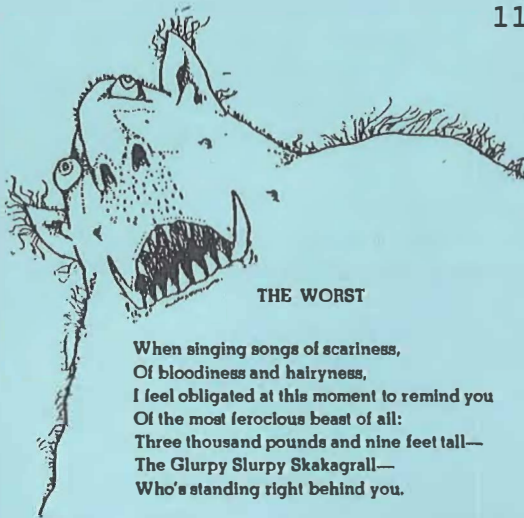 11
THE WORST
When singing songs of scariness,
Of bloodiness and hairyness,
I feel obligated at this moment to remind you
Of the most ferocious beast of all:
Three thousand pounds and nine feet tall—
The Glurpy Slurpy Skakagrall—
Who's standing right behind you.